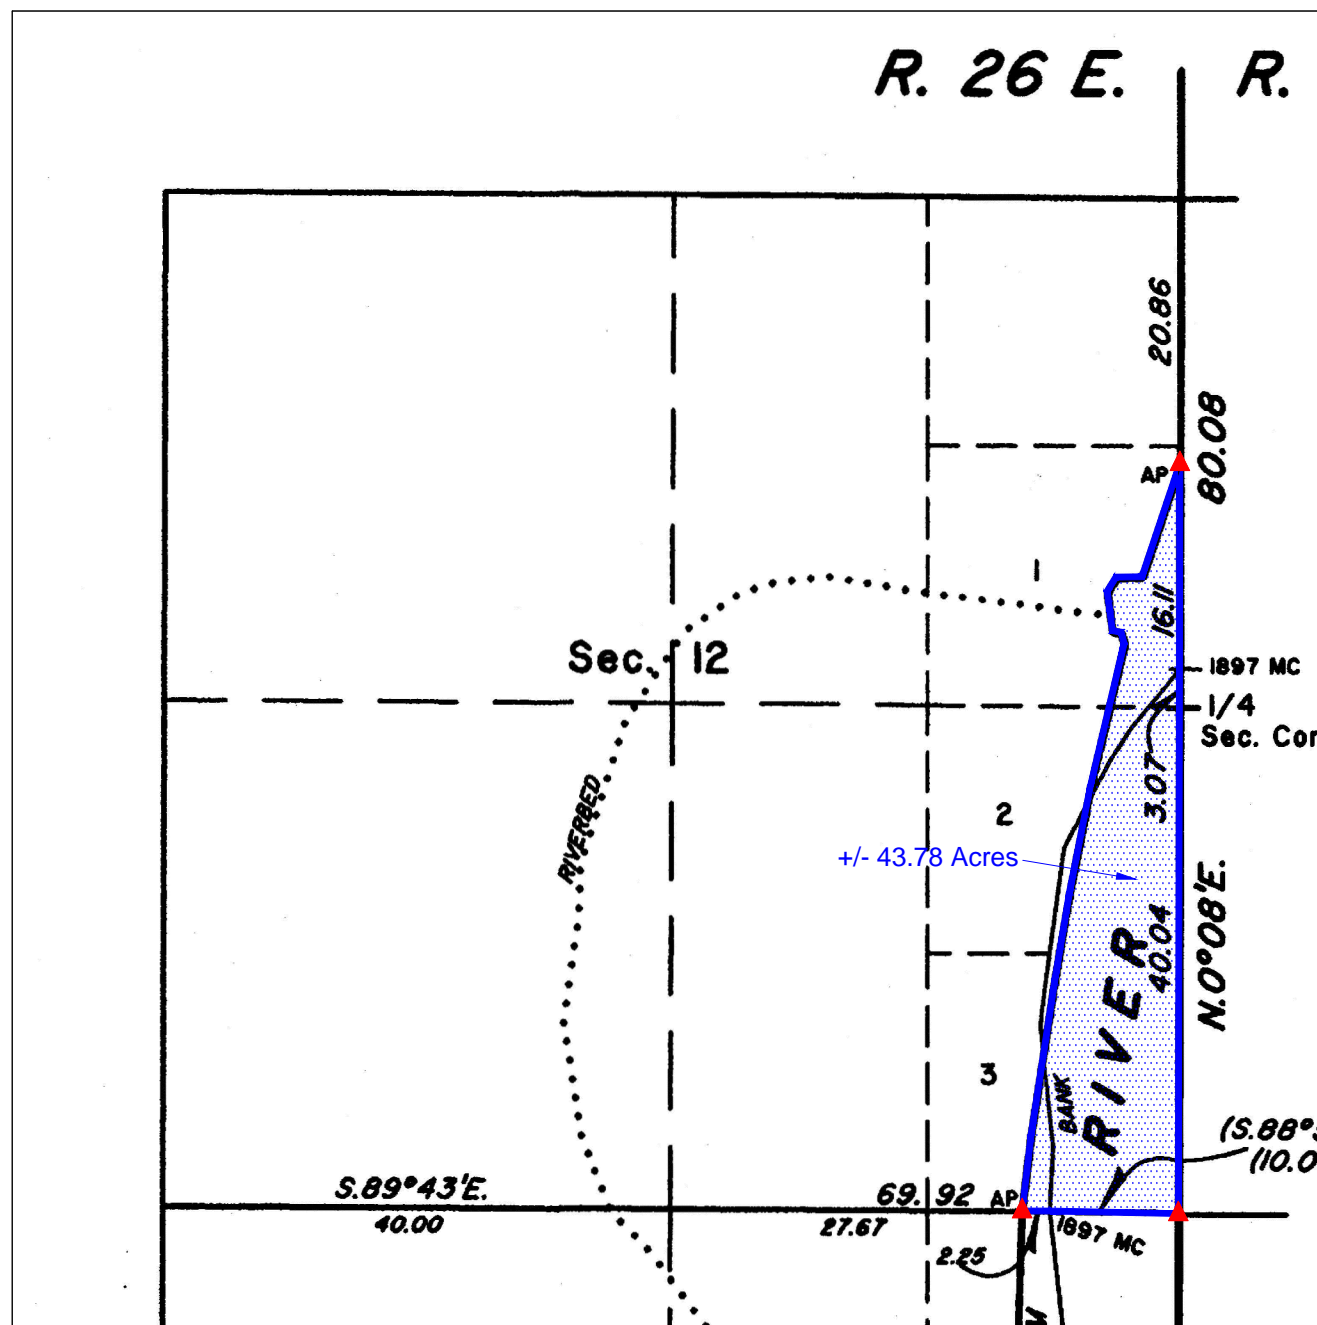 R. 26 E.
R.
20.86
80.08
AP
1
16.11
Sec. 12
1897 MC
1/4
Sec. Cor
3.07
RIVERBED
2
+/- 43.78 Acres
N.0°08'E.
40.04
RIVER
3
BANK
(S.88°
(10.0
S.89°43'E.
69.92
AP
40.00
27.67
1897 MC
2.25